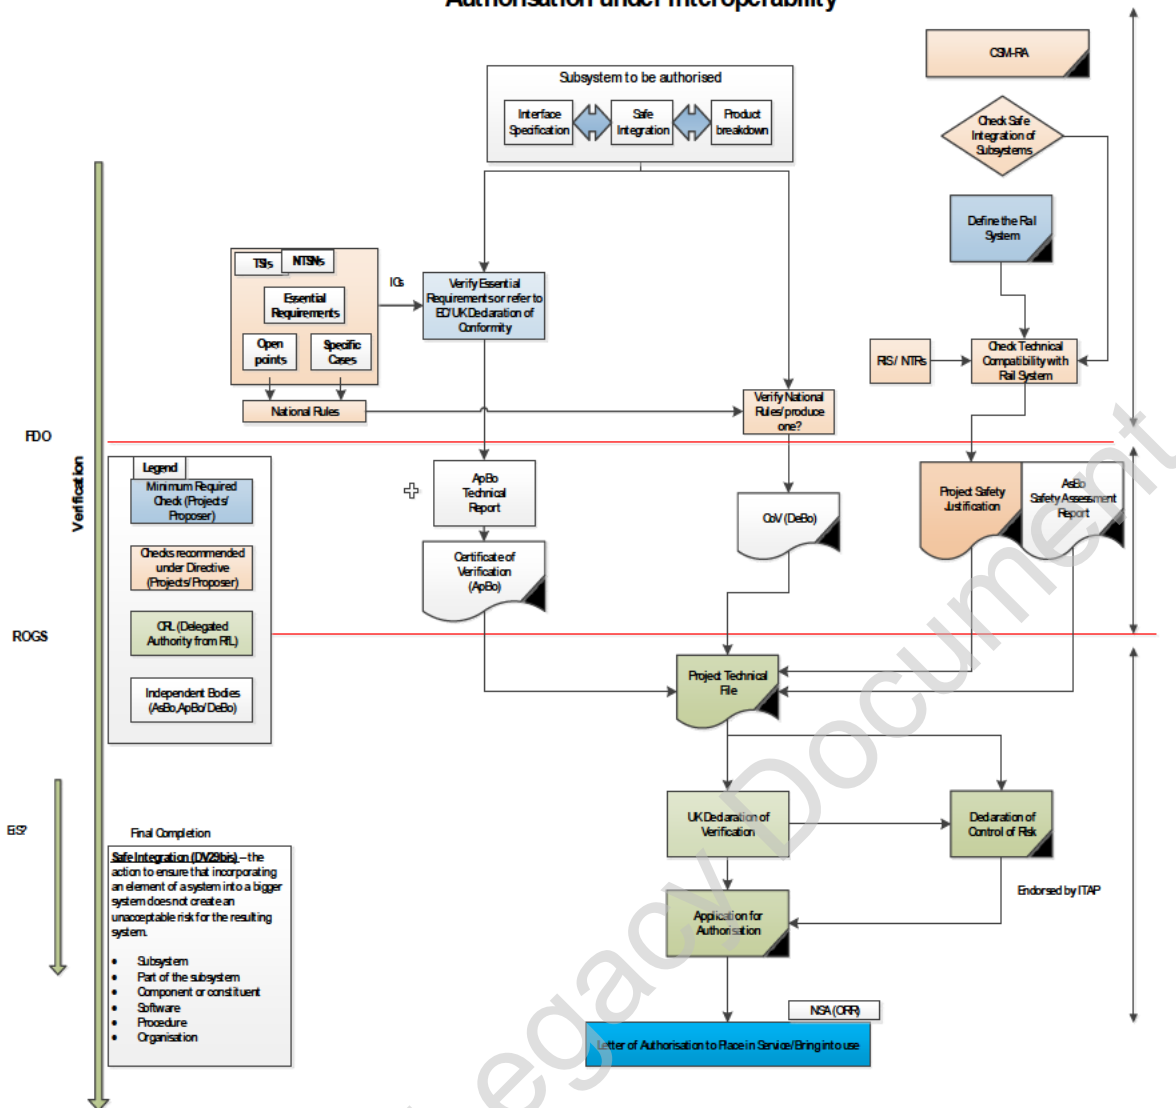 Authorisation under Interoperability
CSM-RA
Subsystem to be authorised
Interface
Specification
Safe
Integration
Product
breakdown
Check Safe
Integration of
Subsystems
Define the Rail
System
TSIs
NTSNs
Essential
Requirements
Open
points
Specific
Cases
National Rules
ICs
Verify Essential
Requirements or refer to
EC/UK Declaration of
Conformity
RIS / NTRs
Check Technical
Compatibility with
Rail System
Verify National
Rules/produce
one?
FDO
Verification
Legend
Minimum Required
Check (Projects/
Proposer)
Checks recommended
under Directive
(Projects/Proposer)
CRL (Delegated
Authority from RfL)
Independent Bodies
(AsBo,ApBo/DeBo)
ApBo
Technical
Report
Certificate of
Verification
(ApBo)
CoV (DeBo)
Project Safety
Justification
AsBo
Safety Assessment
Report
ROGS
Project Technical
File
UK Declaration of
Verification
Declaration of
Control of Risk
Endorsed by ITAP
Application for
Authorisation
NSA (ORR)
Letter of Authorisation to Place in Service/Bring into use
EiS?
Final Completion
Safe Integration (DV29bis) – the
action to ensure that incorporating
an element of a system into a bigger
system does not create an
unacceptable risk for the resulting
system.
• Subsystem
• Part of the subsystem
• Component or constituent
• Software
• Procedure
• Organisation
Legacy Document